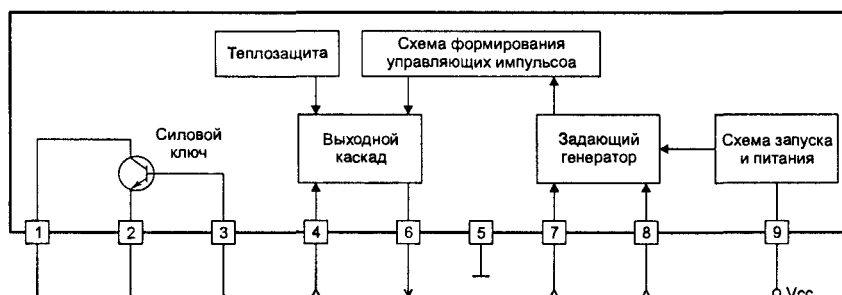 Теплозащита
Схема формирования
управляющих импульсоа
Силовой
ключ
Выходной
каскад
Задающий
генератор
Схема запуска
и питания
1 2 3 4 6 5 7 8 9
Vcc